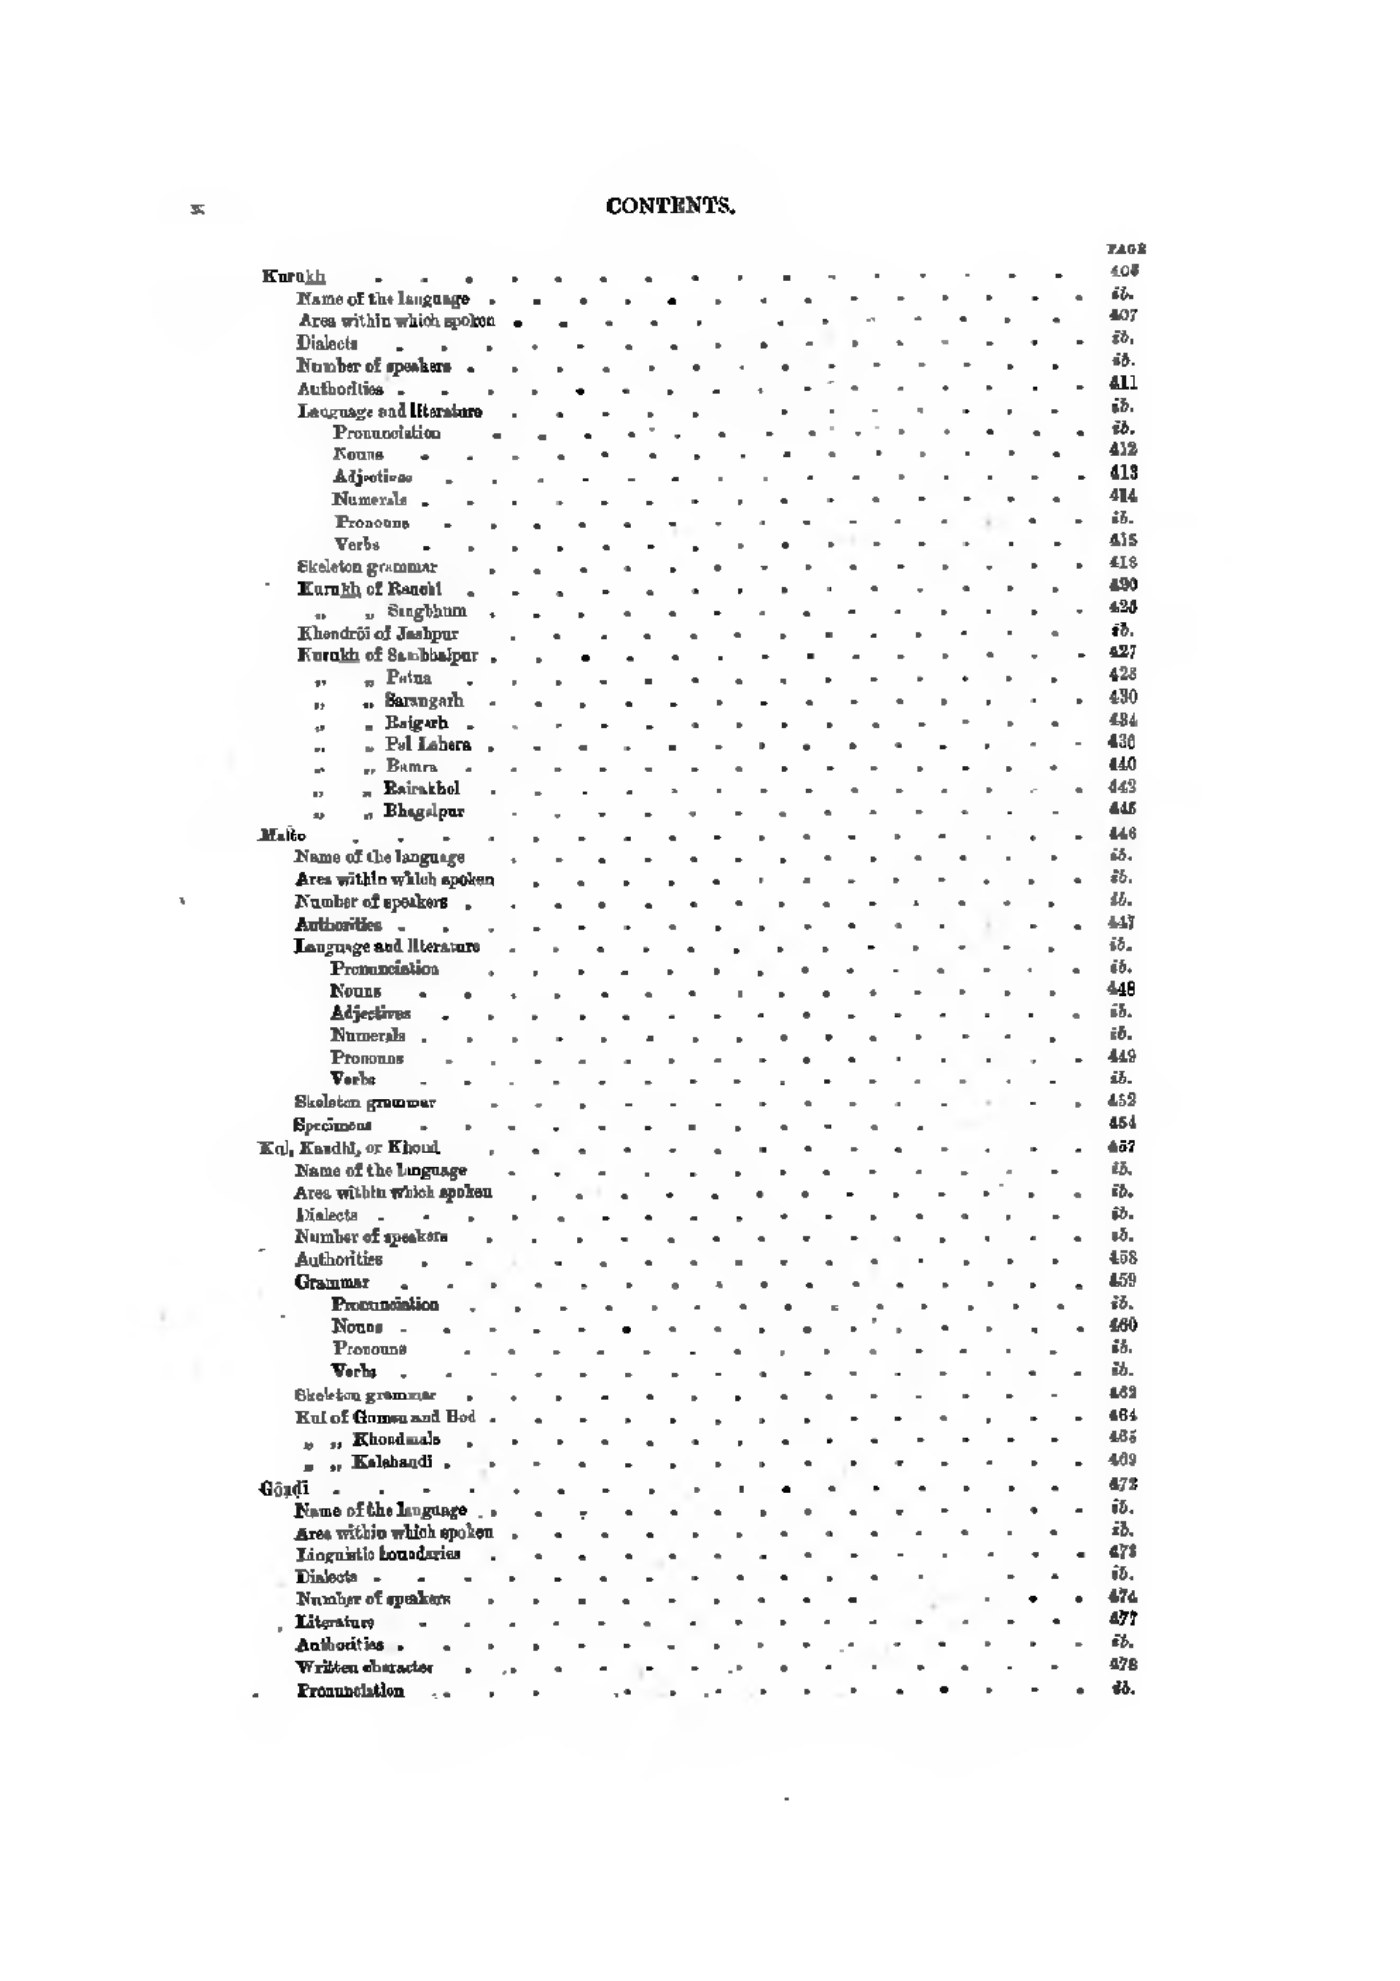 x
CONTENTS.
PAGE
Kurukh 406
Name of the language ib.
Area within which spoken 407
Dialects ib.
Number of speakers ib.
Authorities 411
Language and literature ib.
Pronunciation ib.
Nouns 412
Adjectives 413
Numerals 414
Pronouns ib.
Verbs 415
Skeleton grammar 418
Kurukh of Ranchi 420
„ „ Singbhum 426
Khendrōī of Jashpur ib.
Kurukh of Sambhalpur 427
„ „ Patna 428
„ „ Sarangarh 430
„ „ Raigarh 434
„ „ Pal Lahera 436
„ „ Bamra 440
„ „ Rairakhol 443
„ „ Bhagalpur 445
Malto 446
Name of the language ib.
Area within which spoken ib.
Number of speakers ib.
Authorities 447
Language and literature ib.
Pronunciation ib.
Nouns 448
Adjectives ib.
Numerals ib.
Pronouns 449
Verbs ib.
Skeleton grammar 452
Specimens 454
Kui, Kandhī, or Khond 457
Name of the language ib.
Area within which spoken ib.
Dialects ib.
Number of speakers ib.
Authorities 458
Grammar 459
Pronunciation ib.
Nouns 460
Pronouns ib.
Verbs ib.
Skeleton grammar 462
Kui of Gumsu and Bod 464
„ „ Khondmals 465
„ „ Kalahandi 469
Gōṇḍī 472
Name of the language ib.
Area within which spoken ib.
Linguistic boundaries 473
Dialects ib.
Number of speakers 474
Literature 477
Authorities ib.
Written character 478
Pronunciation ib.